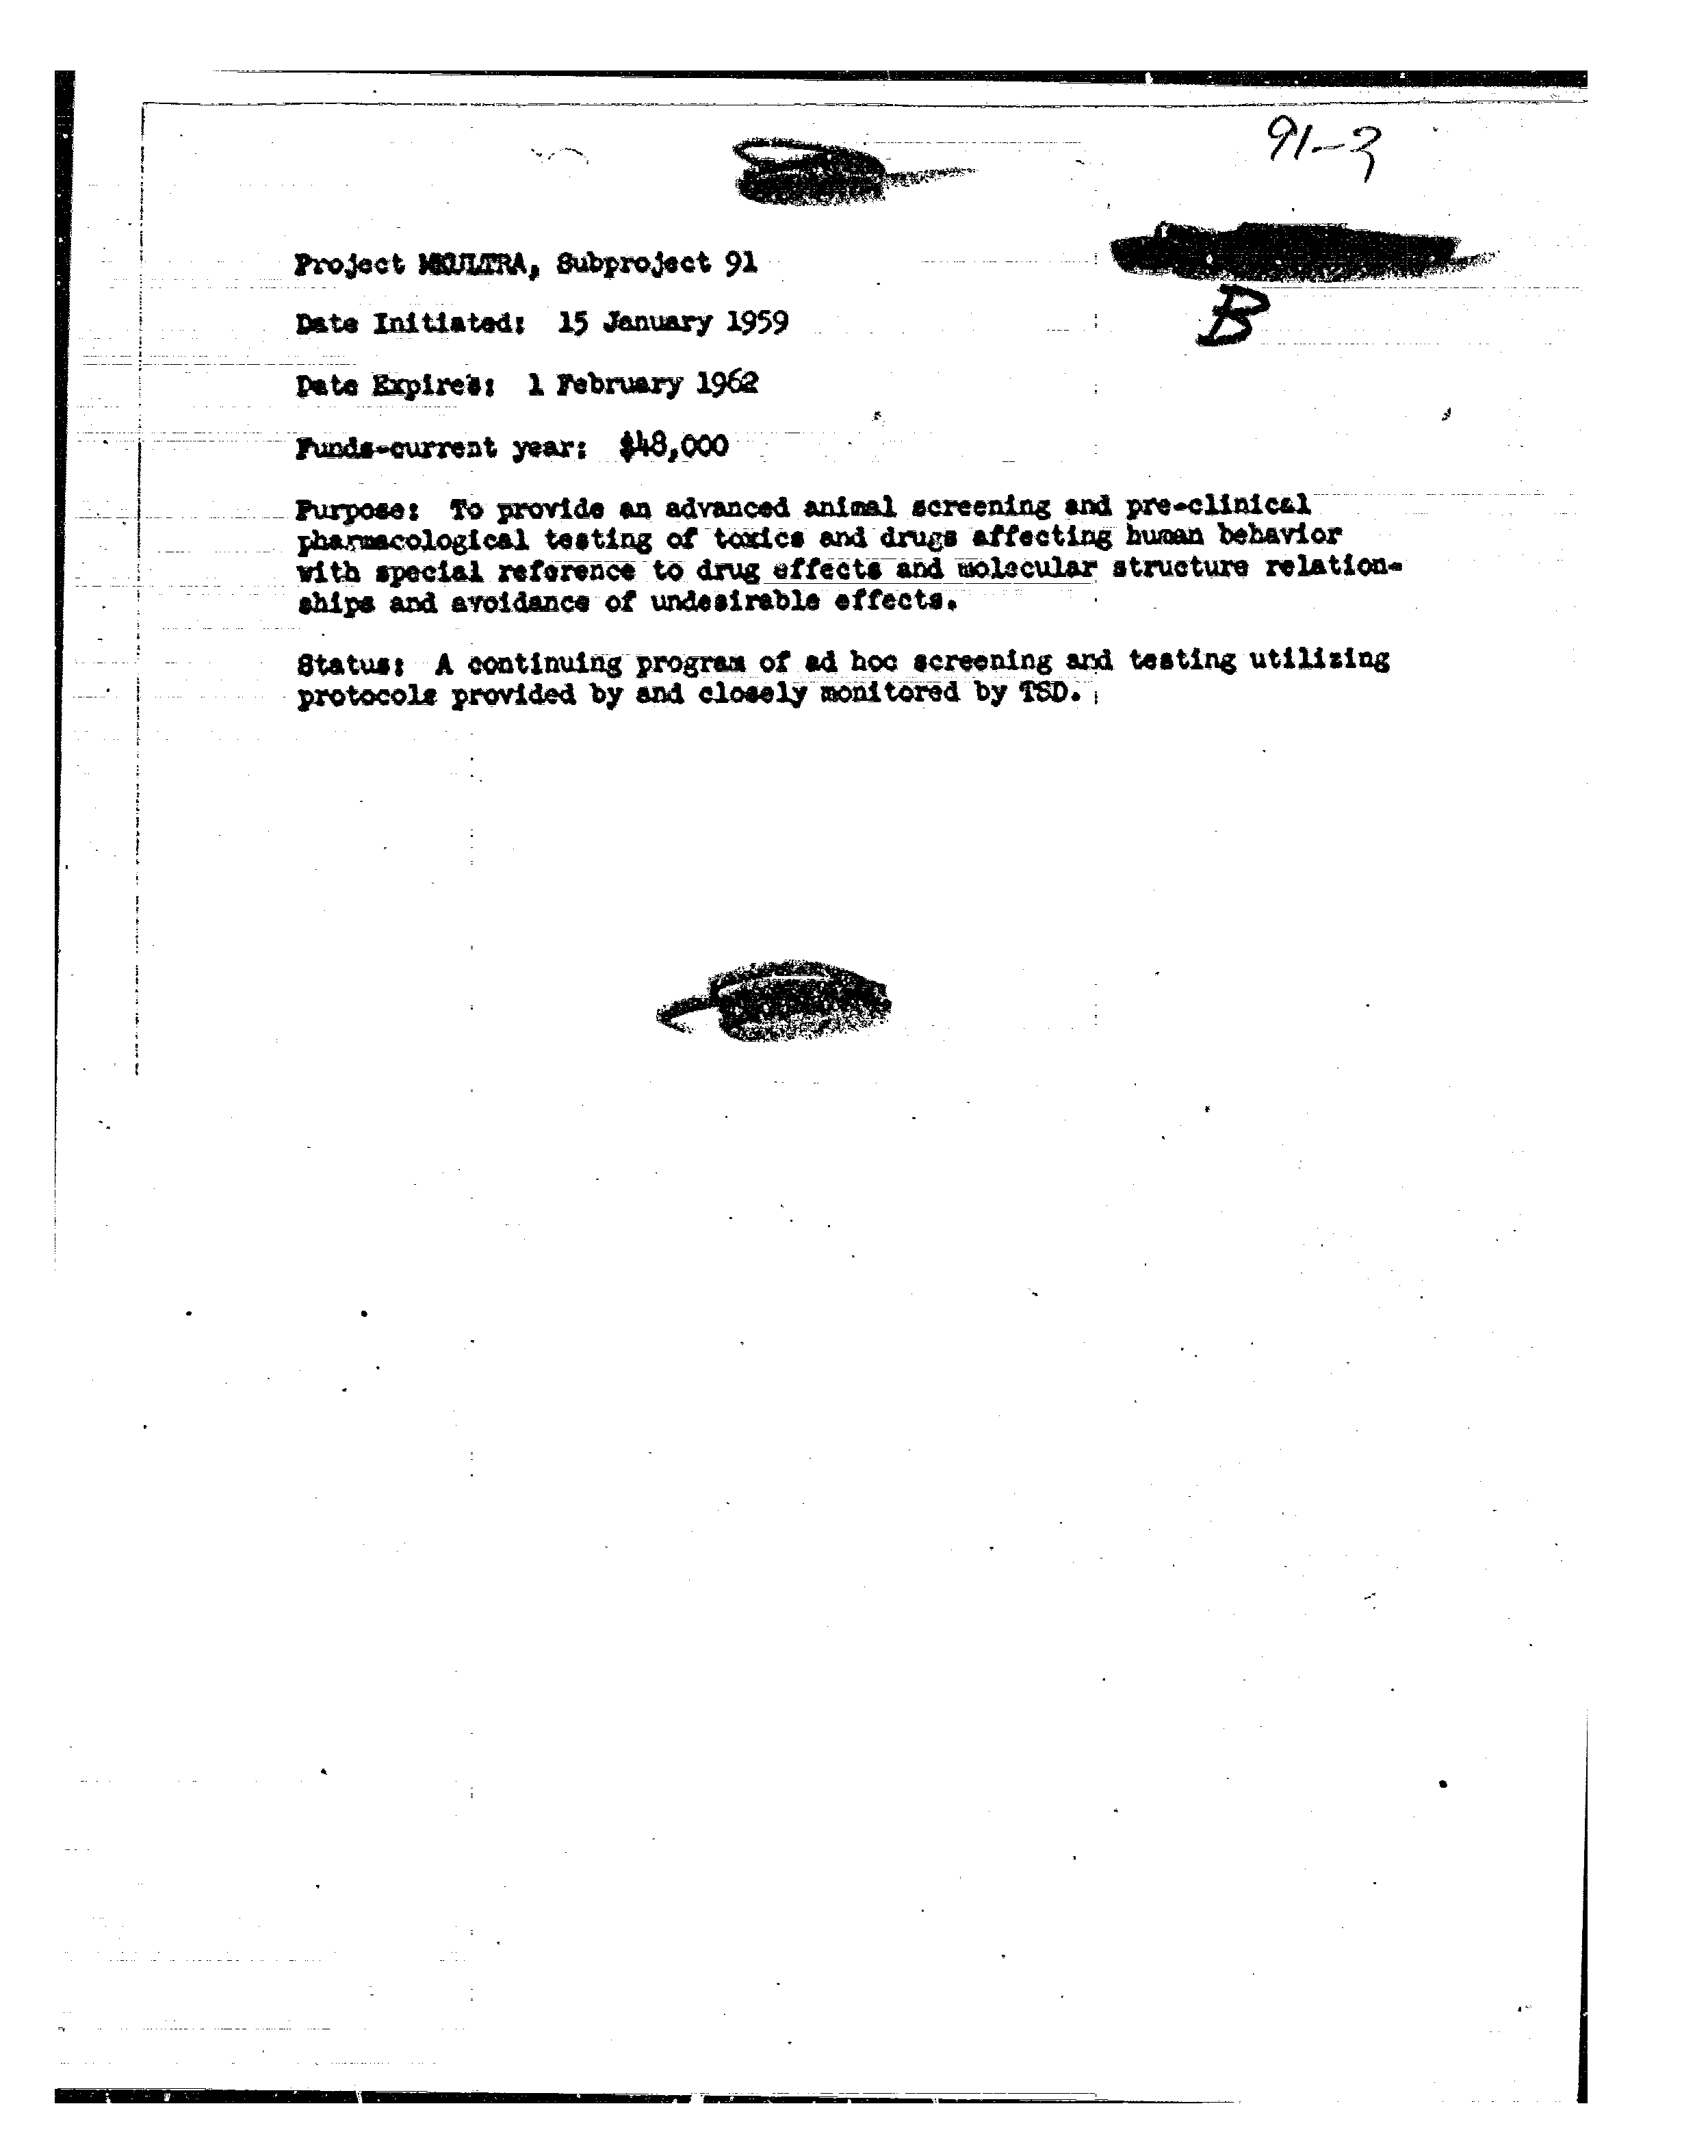 91-2
Project MKULTRA, Subproject 91
B
Date Initiated: 15 January 1959
Date Expires: 1 February 1962
Funds-current year: $48,000
Purpose: To provide an advanced animal screening and pre-clinical
pharmacological testing of toxics and drugs affecting human behavior
with special reference to drug effects and molecular structure relation-
ships and avoidance of undesirable effects.
Status: A continuing program of ad hoc screening and testing utilizing
protocols provided by and closely monitored by TSD.